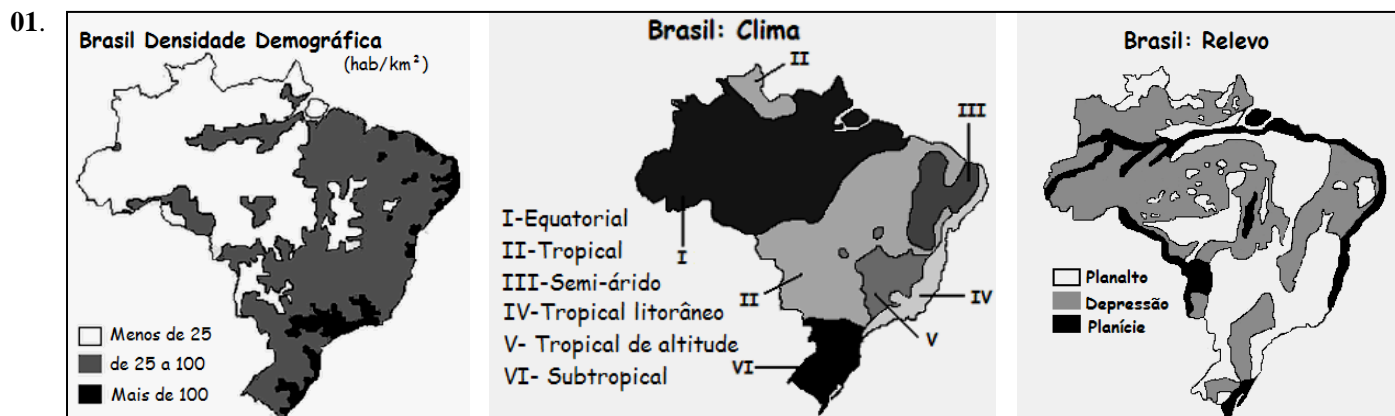 01.
Brasil Densidade Demográfica
(hab/km²)
Menos de 25
de 25 a 100
Mais de 100
Brasil: Clima
II
III
I-Equatorial
II-Tropical
III-Semi-árido
IV-Tropical litorâneo
V- Tropical de altitude
VI- Subtropical
I
II
IV
V
VI
Brasil: Relevo
Planalto
Depressão
Planície